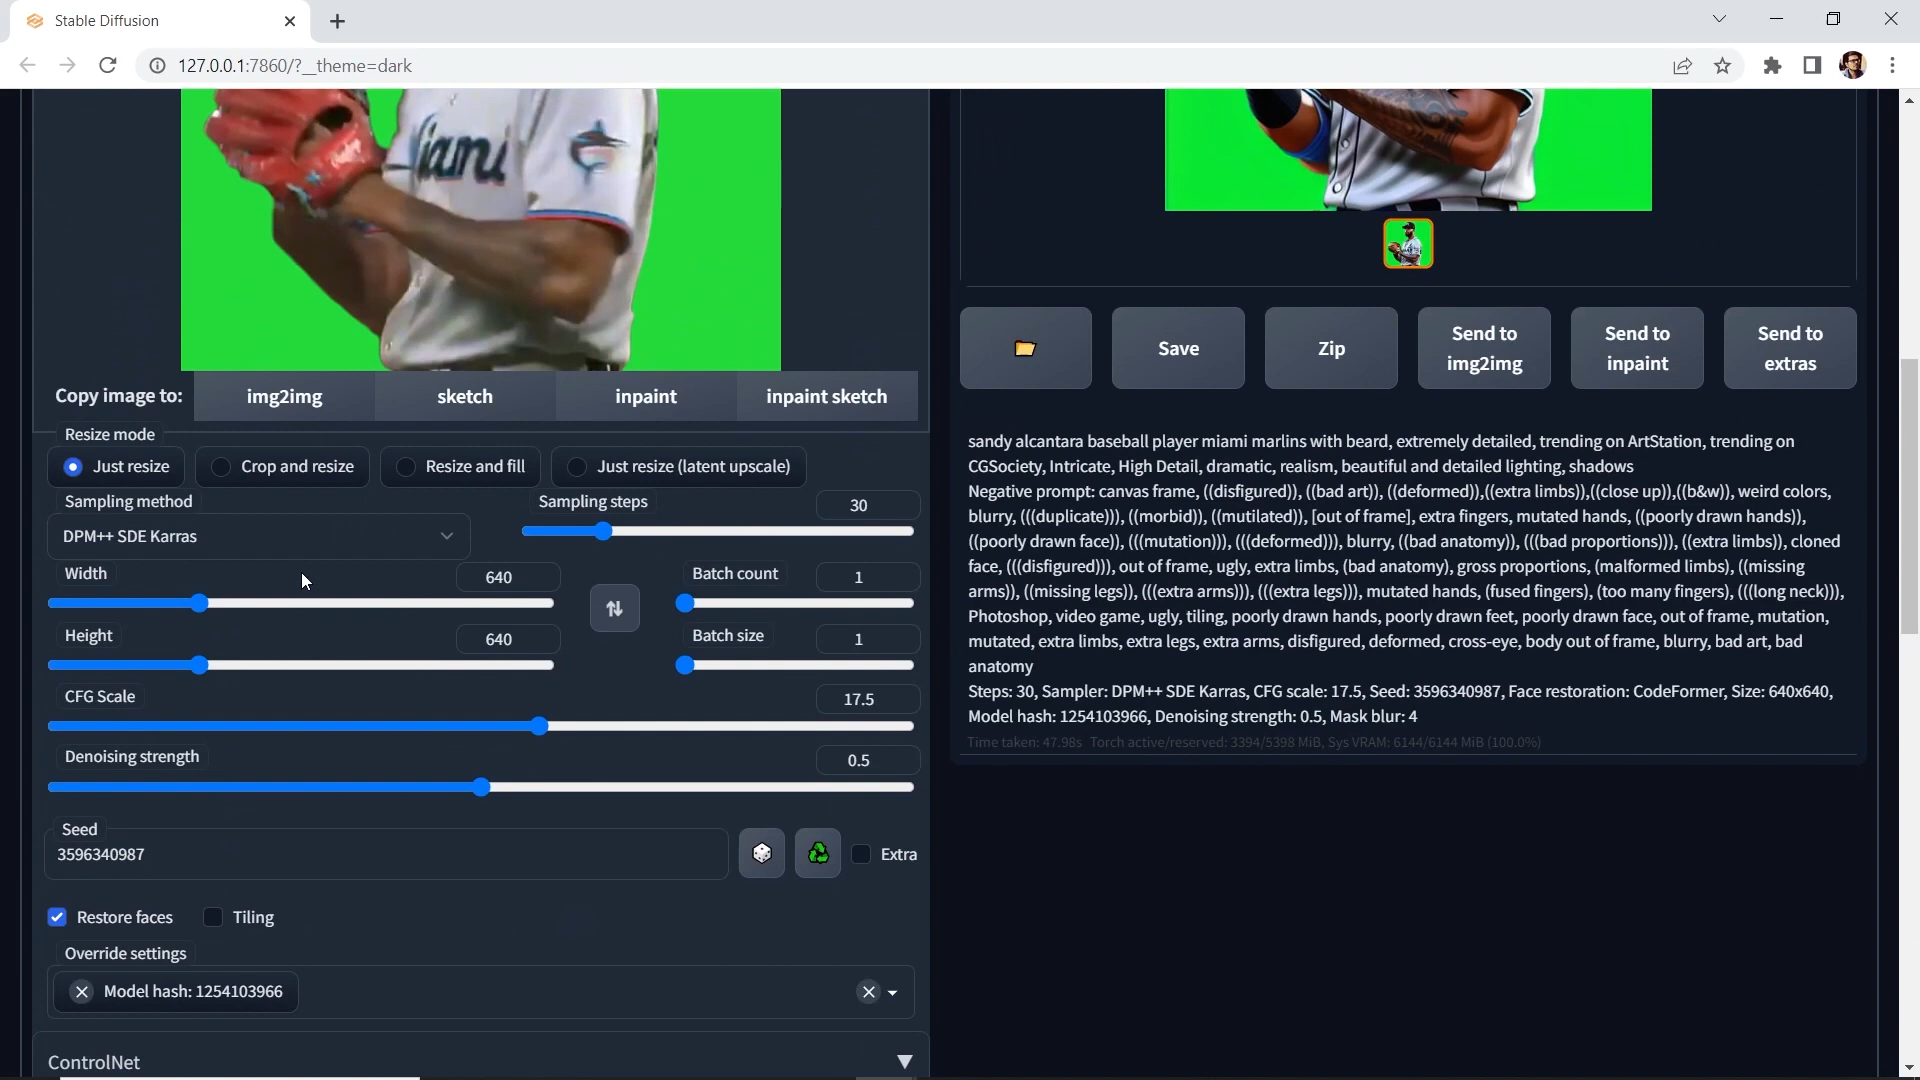 Stable Diffusion
127.0.0.1:7860/?__theme=dark
iami
Copy image to:
img2img
sketch
inpaint
inpaint sketch
Resize mode
Just resize
Crop and resize
Resize and fill
Just resize (latent upscale)
Sampling method
Sampling steps
30
DPM++ SDE Karras
Width
640
Batch count
1
Height
640
Batch size
1
CFG Scale
17.5
Denoising strength
0.5
Seed
3596340987
Extra
Restore faces
Tiling
Override settings
Model hash: 1254103966
ControlNet
Save
Zip
Send to
img2img
Send to
inpaint
Send to
extras
sandy alcantara baseball player miami marlins with beard, extremely detailed, trending on ArtStation, trending on
CGSociety, Intricate, High Detail, dramatic, realism, beautiful and detailed lighting, shadows
Negative prompt: canvas frame, ((disfigured)), ((bad art)), ((deformed)),((extra limbs)),((close up)),((b&w)), weird colors,
blurry, (((duplicate))), ((morbid)), ((mutilated)), [out of frame], extra fingers, mutated hands, ((poorly drawn hands)),
((poorly drawn face)), (((mutation))), (((deformed))), blurry, ((bad anatomy)), (((bad proportions))), ((extra limbs)), cloned
face, (((disfigured))), out of frame, ugly, extra limbs, (bad anatomy), gross proportions, (malformed limbs), ((missing
arms)), ((missing legs)), (((extra arms))), (((extra legs))), mutated hands, (fused fingers), (too many fingers), (((long neck))),
Photoshop, video game, ugly, tiling, poorly drawn hands, poorly drawn feet, poorly drawn face, out of frame, mutation,
mutated, extra limbs, extra legs, extra arms, disfigured, deformed, cross-eye, body out of frame, blurry, bad art, bad
anatomy
Steps: 30, Sampler: DPM++ SDE Karras, CFG scale: 17.5, Seed: 3596340987, Face restoration: CodeFormer, Size: 640x640,
Model hash: 1254103966, Denoising strength: 0.5, Mask blur: 4
Time taken: 47.98s Torch active/reserved: 3394/5398 MiB, Sys VRAM: 6144/6144 MiB (100.0%)